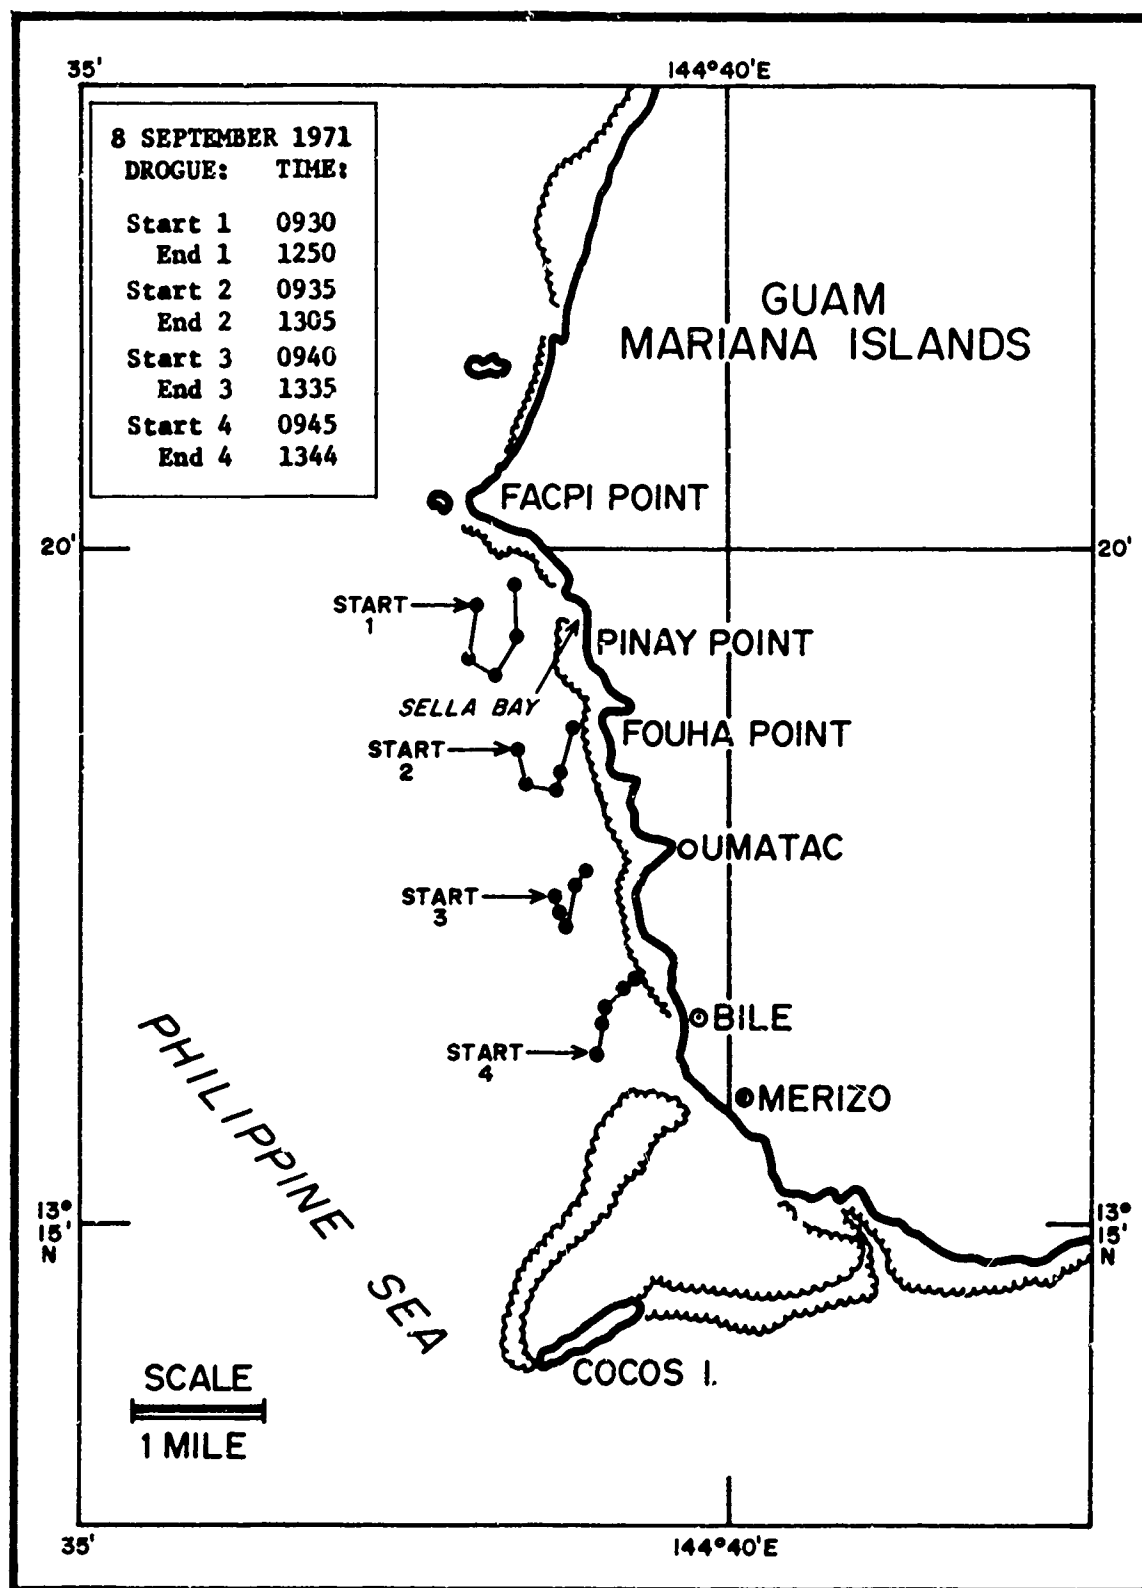 35'
144°40'E
8 SEPTEMBER 1971
DROGUE: TIME:
Start 1 0930
End 1 1250
Start 2 0935
End 2 1305
Start 3 0940
End 3 1335
Start 4 0945
End 4 1344
GUAM
MARIANA ISLANDS
FACPI POINT
20'
20'
START
1
PINAY POINT
SELLA BAY
FOUHA POINT
START
2
UMATAC
START
3
BILE
START
4
MERIZO
PHILIPPINE SEA
13°
15'
N
13°
15'
N
COCOS I.
SCALE
1 MILE
35'
144°40'E